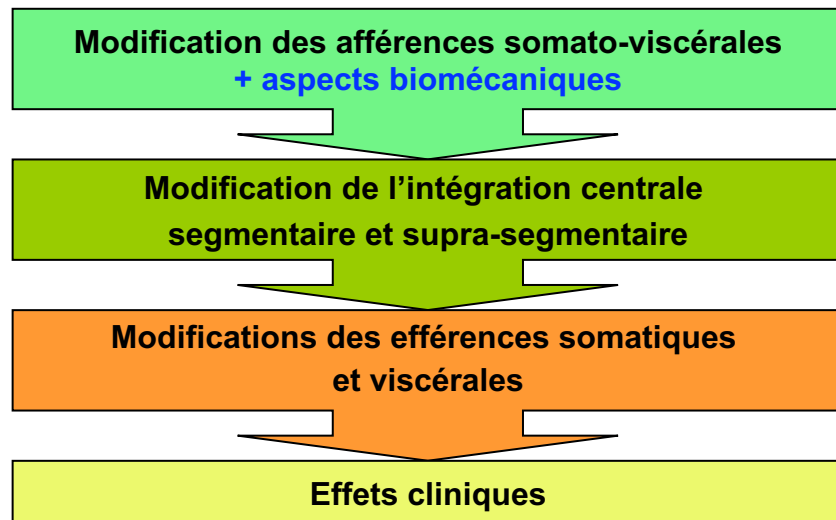 Modification des afférences somato-viscérales
+ aspects biomécaniques
Modification de l’intégration centrale
segmentaire et supra-segmentaire
Modifications des efférences somatiques
et viscérales
Effets cliniques